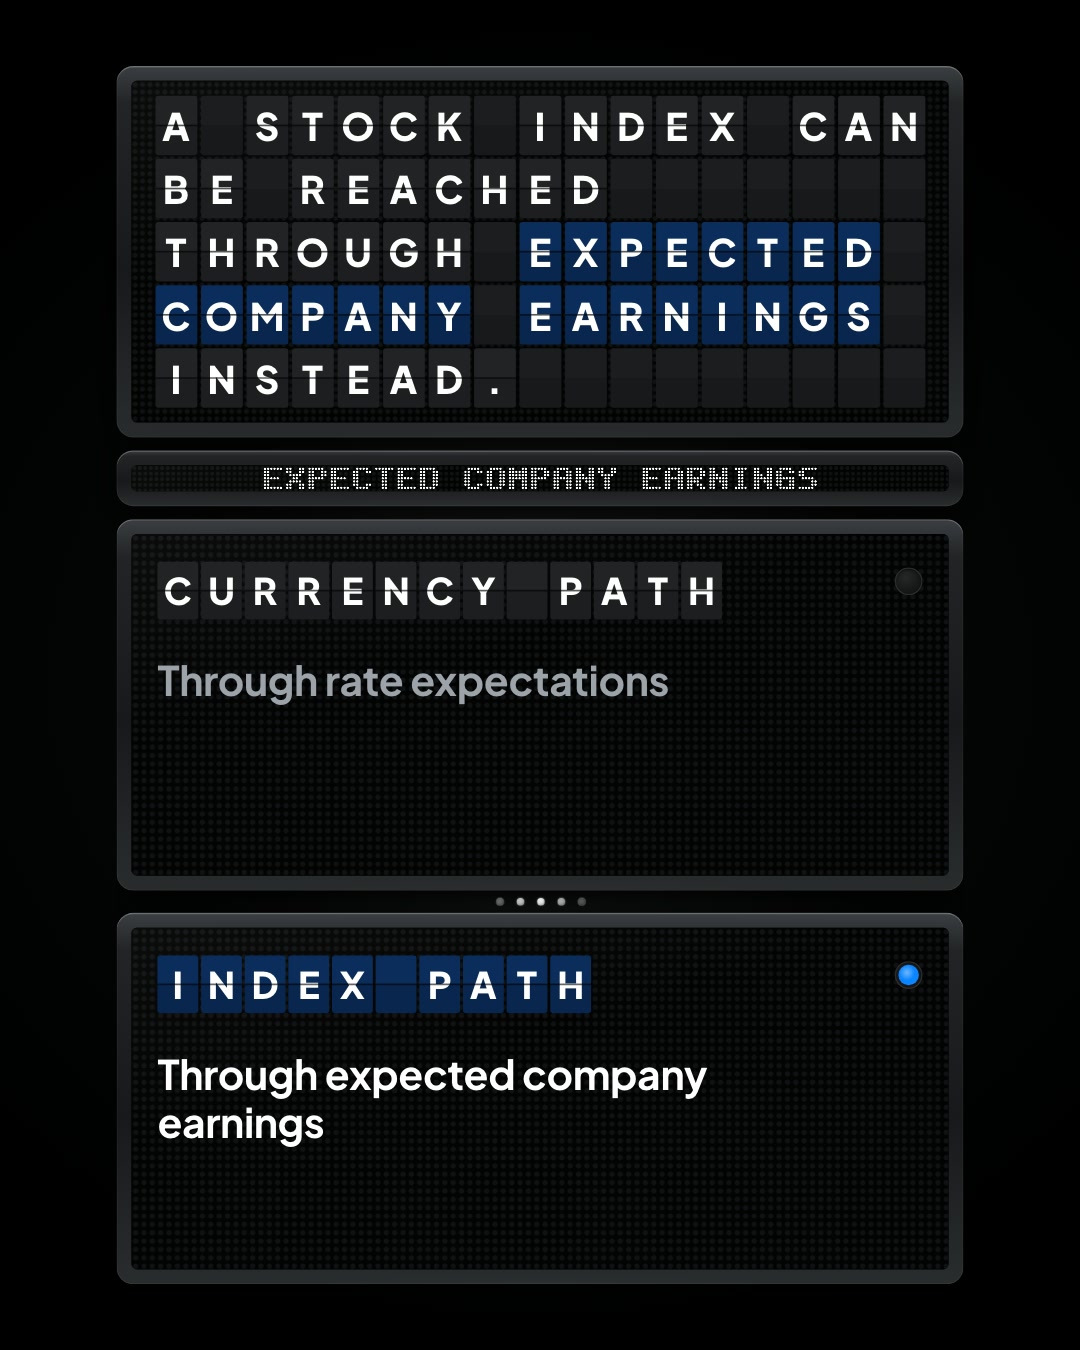 A STOCK INDEX CAN
BE REACHED
THROUGH EXPECTED
COMPANY EARNINGS
INSTEAD.
EXPECTED COMPANY EARNINGS
CURRENCY PATH
Through rate expectations
INDEX PATH
Through expected company
earnings